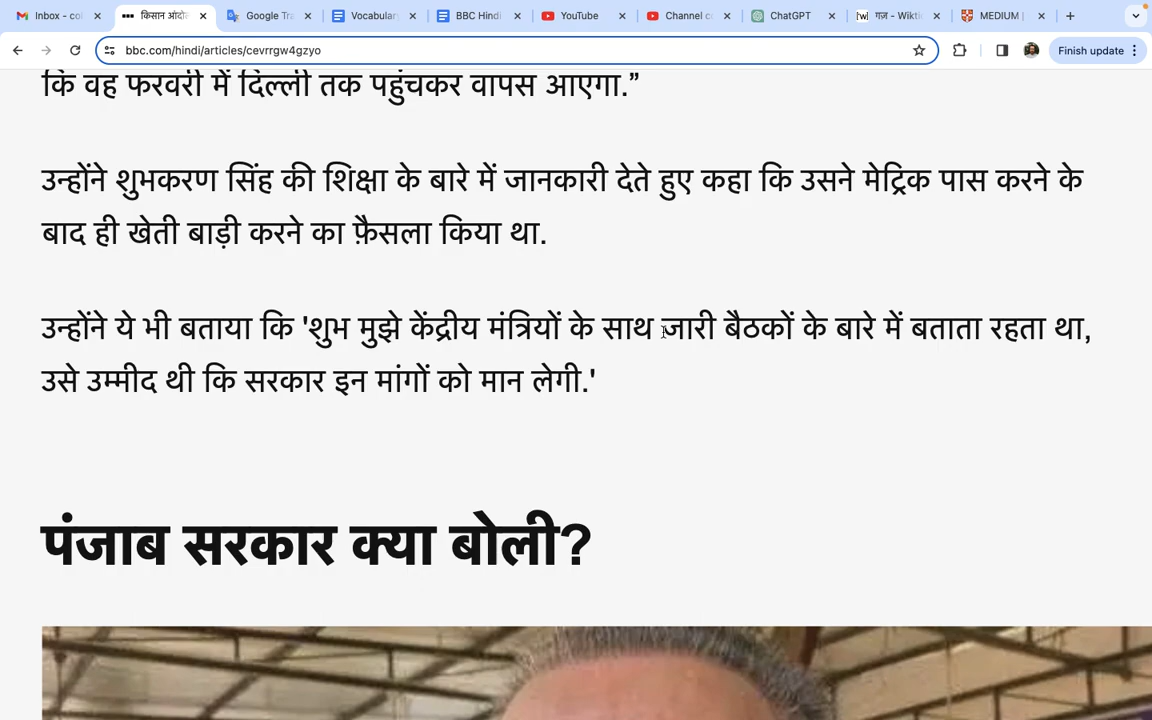 Inbox - co
किसान आंदो
Google Tra
Vocabular
BBC Hindi
YouTube
Channel c
ChatGPT
गज़ - Wikti
MEDIUM |
bbc.com/hindi/articles/cevrrgw4gzyo
Finish update
कि वह फरवरी में दिल्ली तक पहुंचकर वापस आएगा.”
उन्होंने शुभकरण सिंह की शिक्षा के बारे में जानकारी देते हुए कहा कि उसने मेट्रिक पास करने के
बाद ही खेती बाड़ी करने का फ़ैसला किया था.
उन्होंने ये भी बताया कि 'शुभ मुझे केंद्रीय मंत्रियों के साथ जारी बैठकों के बारे में बताता रहता था,
उसे उम्मीद थी कि सरकार इन मांगों को मान लेगी.'
पंजाब सरकार क्या बोली?